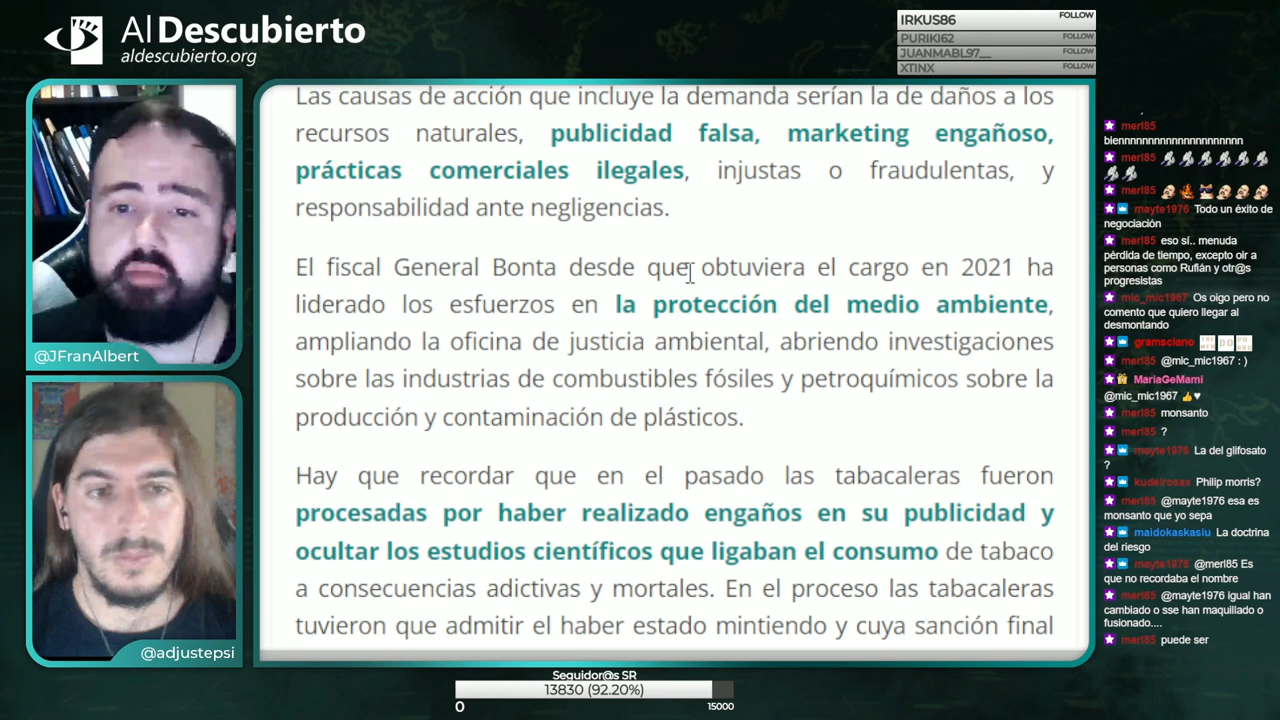 Al Descubierto
aldescubierto.org
IRKUS86 FOLLOW
PURIKI62 FOLLOW
JUANMABL97__ FOLLOW
XTINX FOLLOW
Las causas de acción que incluye la demanda serían la de daños a los
recursos naturales, publicidad falsa, marketing engañoso,
prácticas comerciales ilegales, injustas o fraudulentas, y
responsabilidad ante negligencias.
El fiscal General Bonta desde que obtuviera el cargo en 2021 ha
liderado los esfuerzos en la protección del medio ambiente,
ampliando la oficina de justicia ambiental, abriendo investigaciones
sobre las industrias de combustibles fósiles y petroquímicos sobre la
producción y contaminación de plásticos.
Hay que recordar que en el pasado las tabacaleras fueron
procesadas por haber realizado engaños en su publicidad y
ocultar los estudios científicos que ligaban el consumo de tabaco
a consecuencias adictivas y mortales. En el proceso las tabacaleras
tuvieron que admitir el haber estado mintiendo y cuya sanción final
@JFranAlbert
@adjustepsi
merl85
biennnnnnnnnnnnnnnnnnn
merl85
merl85
mayte1976 Todo un éxito de
negociación
merl85 eso sí.. menuda
pérdida de tiempo, excepto oir a
personas como Rufián y otr@s
progresistas
mic_mic1967 Os oigo pero no
comento que quiero llegar al
desmontando
gramsciano
merl85 @mic_mic1967 : )
MariaGeMami
@mic_mic1967
merl85 monsanto
merl85 ?
mayte1976 La del glifosato
?
kudeirosax Philip morris?
merl85 @mayte1976 esa es
monsanto que yo sepa
maidokaskasiu La doctrina
del riesgo
mayte1976 @merl85 Es
que no recordaba el nombre
merl85 @mayte1976 igual han
cambiado o sse han maquillado o
fusionado....
merl85 puede ser
Seguidor@s SR
13830 (92.20%)
0 15000